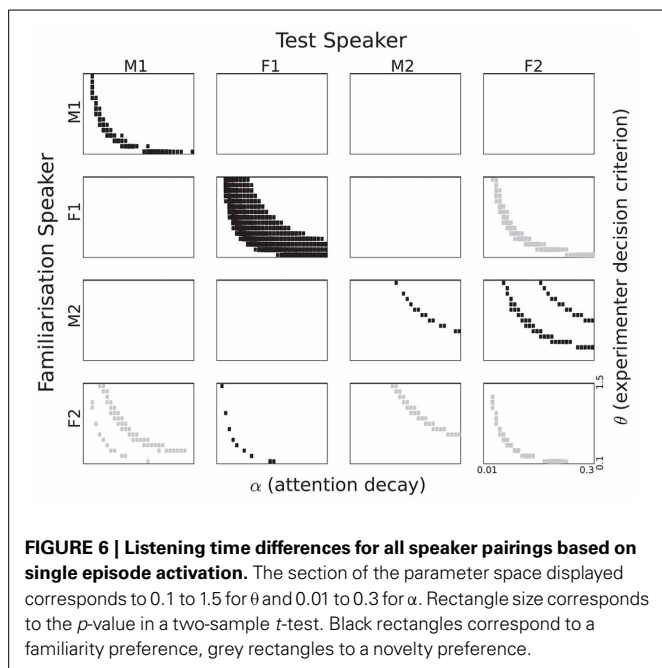 Test Speaker
M1 F1 M2 F2
Familiarisation Speaker
M1
F1
M2
F2
θ (experimenter decision criterion)
1.5
0.1
0.01 0.3
α (attention decay)
FIGURE 6 | Listening time differences for all speaker pairings based on
single episode activation. The section of the parameter space displayed
corresponds to 0.1 to 1.5 for θ and 0.01 to 0.3 for α. Rectangle size corresponds
to the p-value in a two-sample t-test. Black rectangles correspond to a
familiarity preference, grey rectangles to a novelty preference.